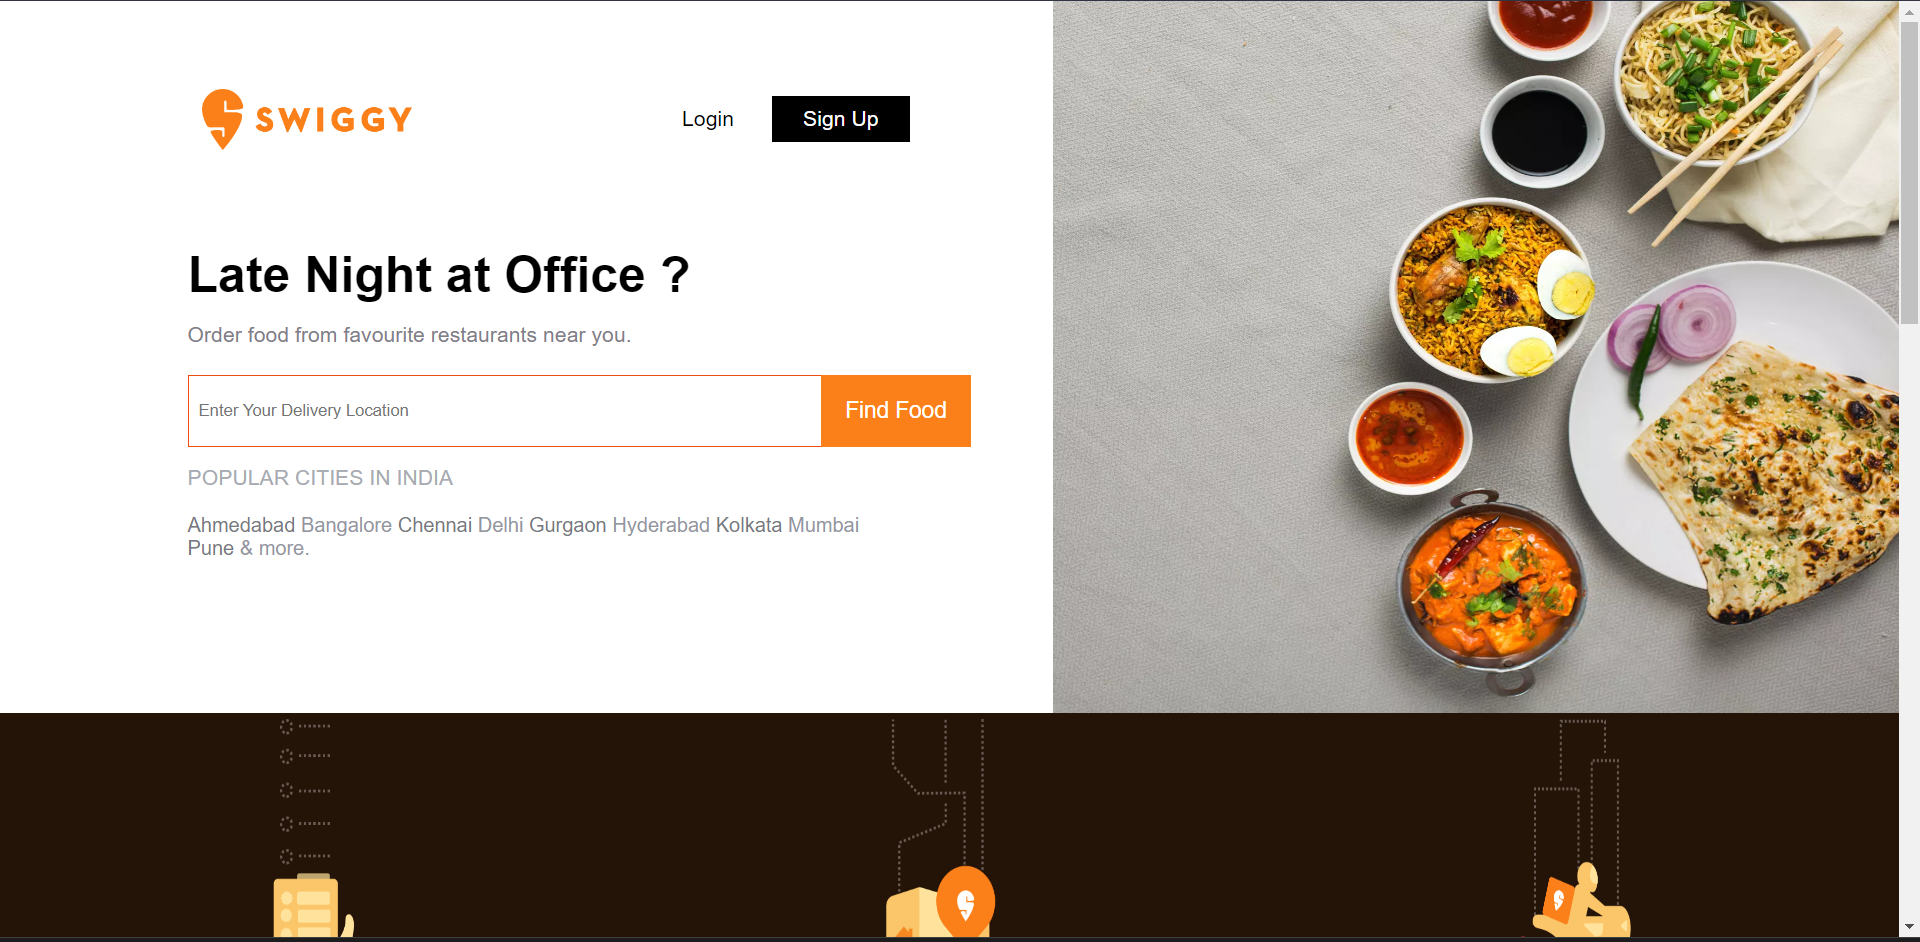 SWIGGY
Login
Sign Up
Late Night at Office ?
Order food from favourite restaurants near you.
Enter Your Delivery Location
Find Food
POPULAR CITIES IN INDIA
Ahmedabad Bangalore Chennai Delhi Gurgaon Hyderabad Kolkata Mumbai
Pune & more.